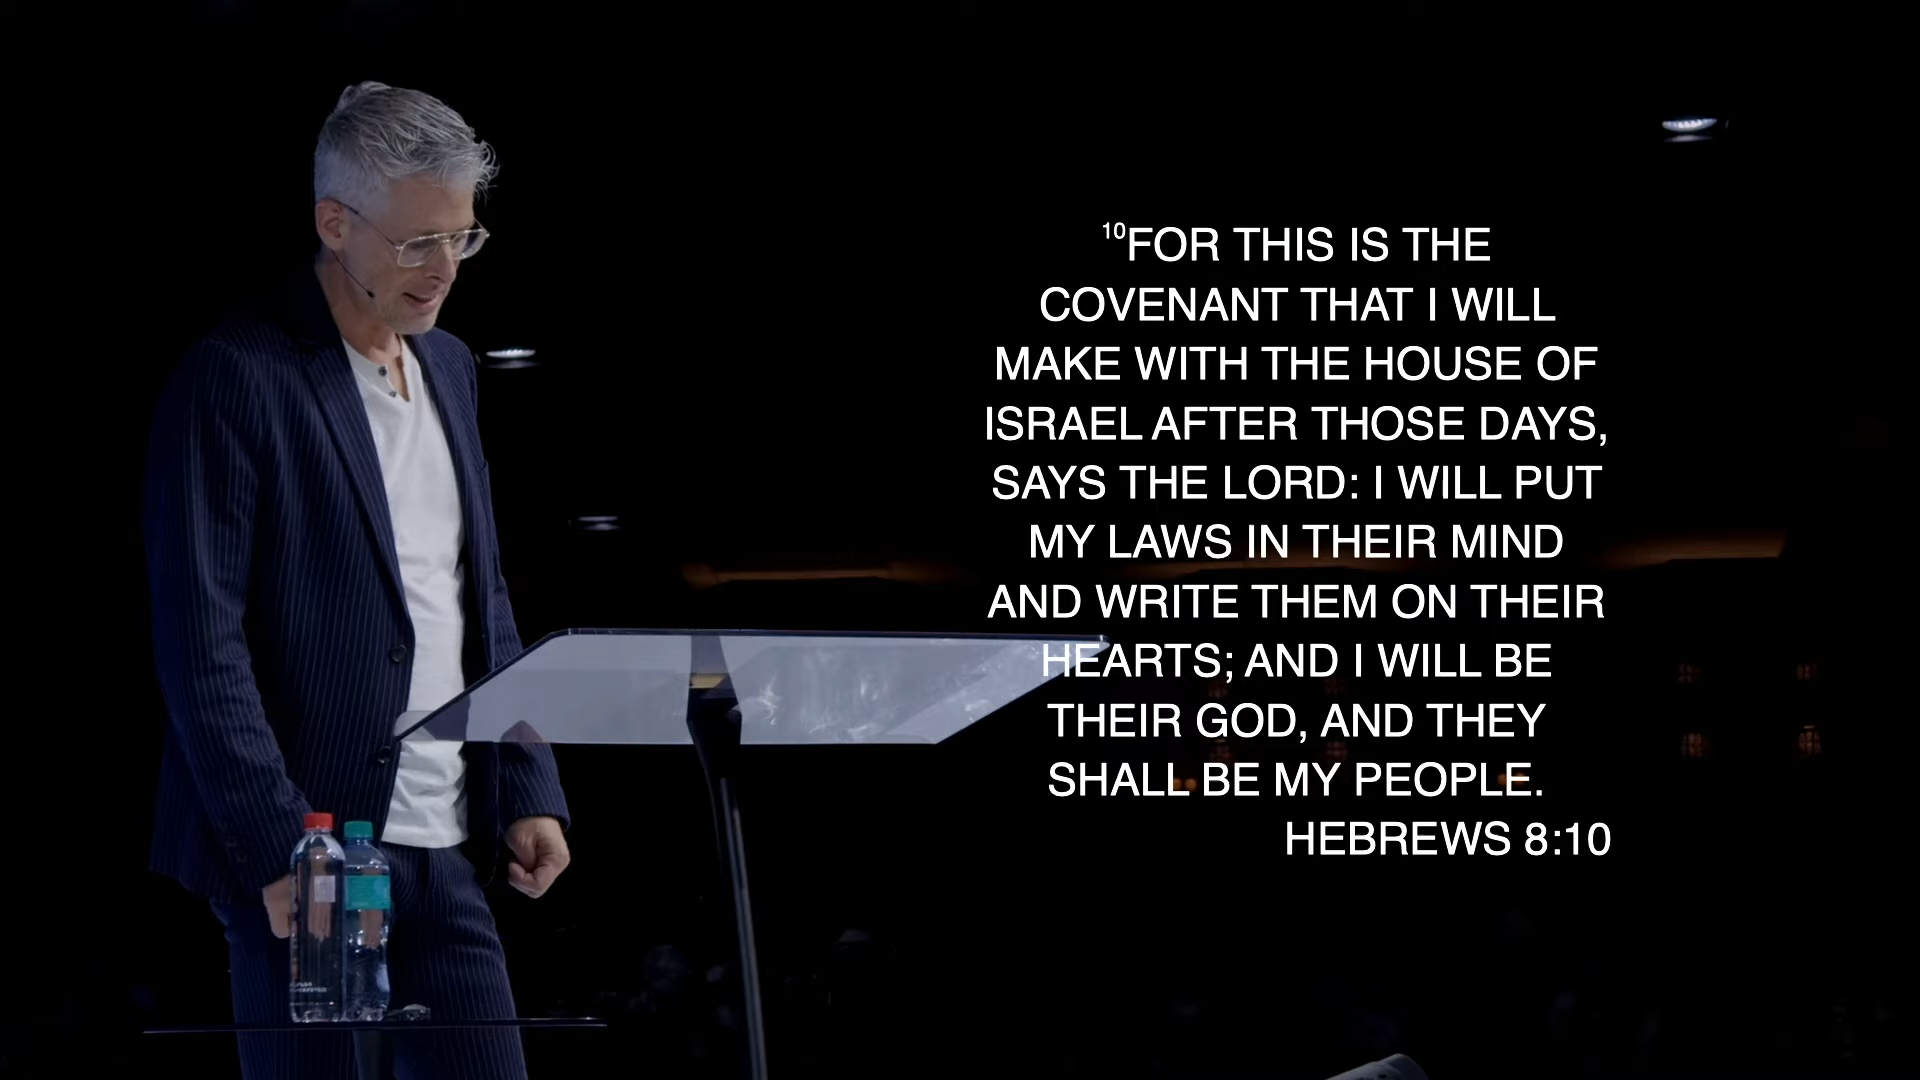 ¹⁰FOR THIS IS THE
COVENANT THAT I WILL
MAKE WITH THE HOUSE OF
ISRAEL AFTER THOSE DAYS,
SAYS THE LORD: I WILL PUT
MY LAWS IN THEIR MIND
AND WRITE THEM ON THEIR
HEARTS; AND I WILL BE
THEIR GOD, AND THEY
SHALL BE MY PEOPLE.
HEBREWS 8:10